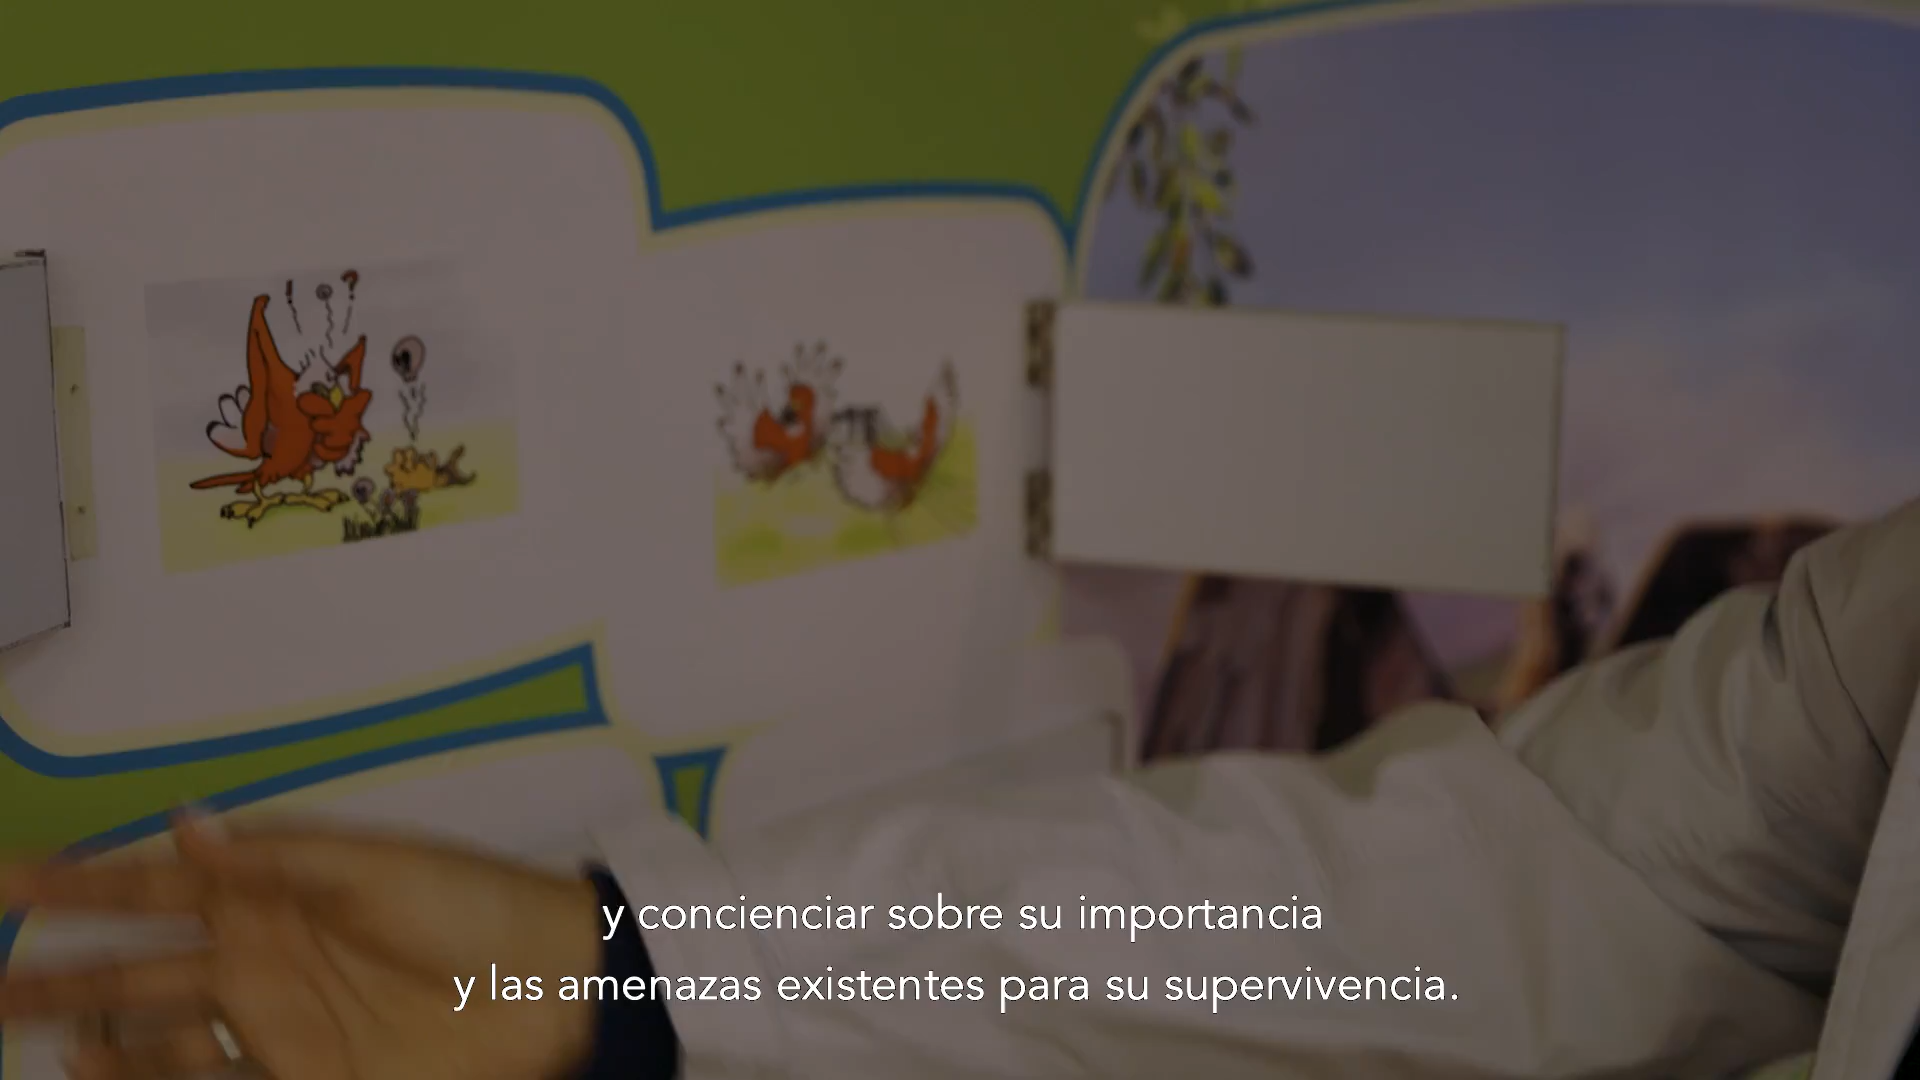 y concienciar sobre su importancia
y las amenazas existentes para su supervivencia.